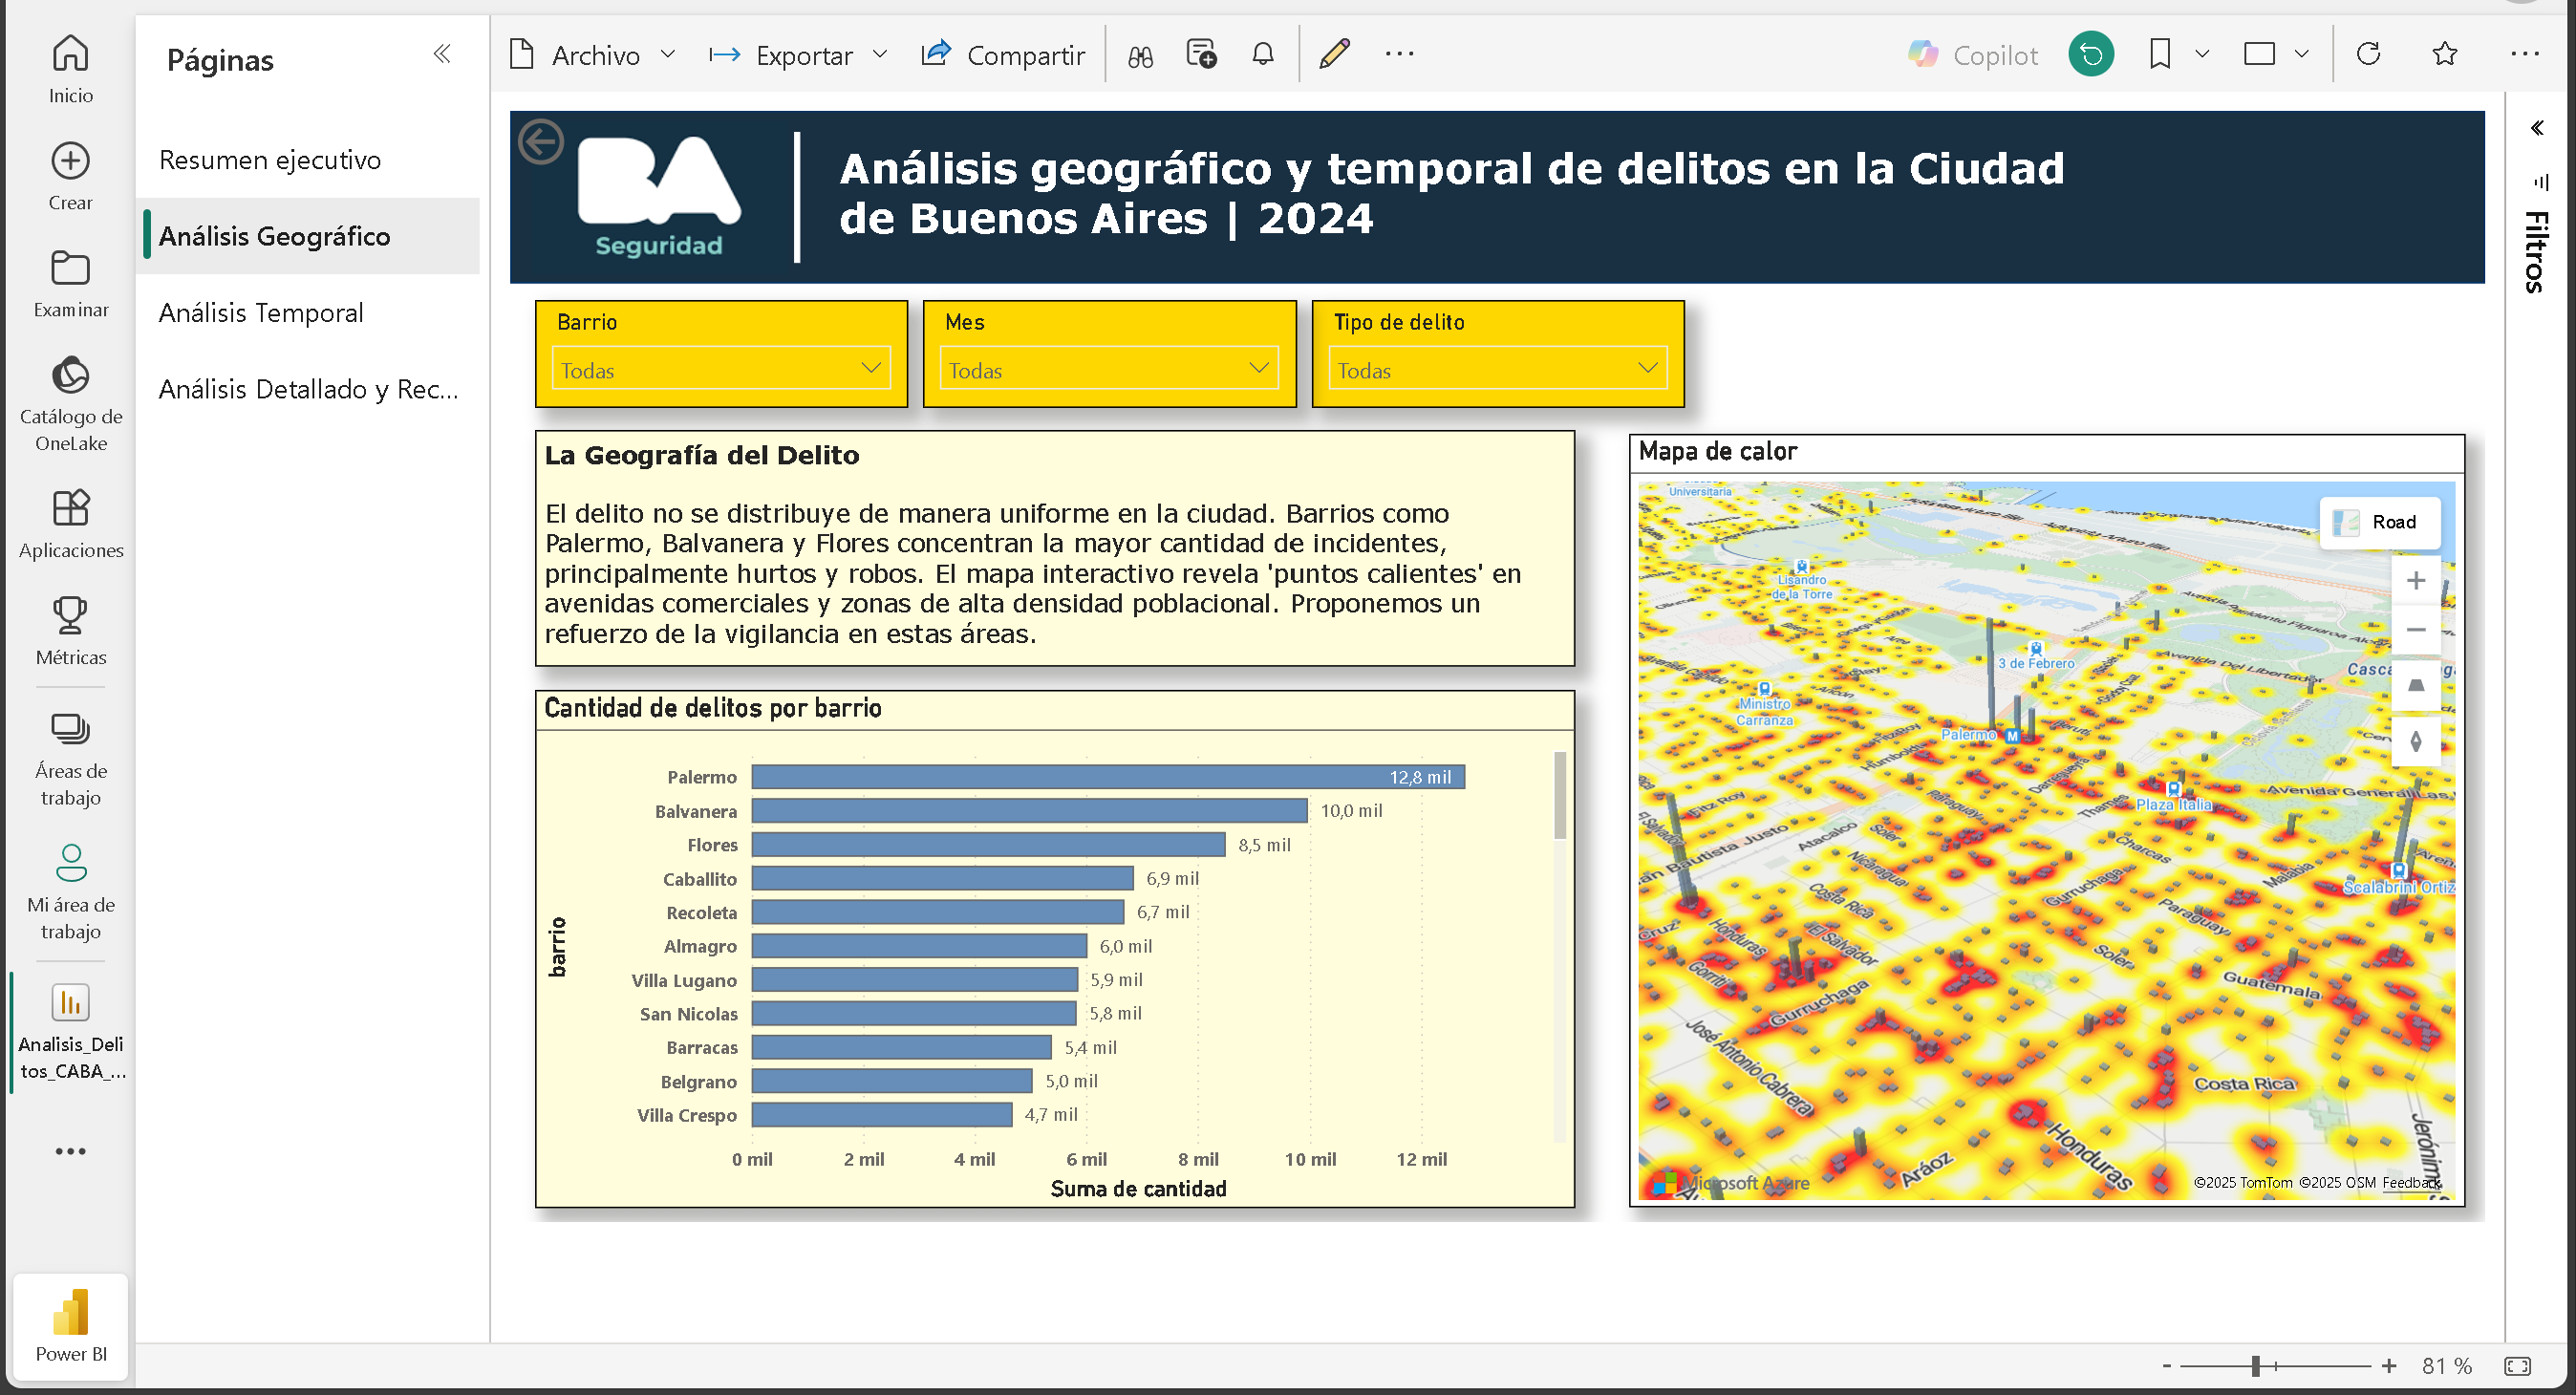 Inicio
Crear
Examinar
Catálogo de
OneLake
Aplicaciones
Métricas
Áreas de
trabajo
Mi área de
trabajo
Analisis_Deli
tos_CABA_...
Power BI
Páginas
Resumen ejecutivo
Análisis Geográfico
Análisis Temporal
Análisis Detallado y Rec...
Archivo
Exportar
Compartir
Copilot
BA
Seguridad
Análisis geográfico y temporal de delitos en la Ciudad
de Buenos Aires | 2024
Filtros
Barrio
Todas
Mes
Todas
Tipo de delito
Todas
La Geografía del Delito
El delito no se distribuye de manera uniforme en la ciudad. Barrios como
Palermo, Balvanera y Flores concentran la mayor cantidad de incidentes,
principalmente hurtos y robos. El mapa interactivo revela 'puntos calientes' en
avenidas comerciales y zonas de alta densidad poblacional. Proponemos un
refuerzo de la vigilancia en estas áreas.
Cantidad de delitos por barrio
barrio
Palermo 12,8 mil
Balvanera 10,0 mil
Flores 8,5 mil
Caballito 6,9 mil
Recoleta 6,7 mil
Almagro 6,0 mil
Villa Lugano 5,9 mil
San Nicolas 5,8 mil
Barracas 5,4 mil
Belgrano 5,0 mil
Villa Crespo 4,7 mil
0 mil 2 mil 4 mil 6 mil 8 mil 10 mil 12 mil
Suma de cantidad
Mapa de calor
Universitaria
Road
Lisandro
de la Torre
3 de Febrero
Avenida Del Libertador
Ministro
Carranza
Palermo M
Humboldt
Darregueyra
Plaza Italia
Thames
Fitz Roy
Paraguay
Atacalco
Soler
Charcas
Nicaragua
Malabia
Scalabrini Ortiz
Costa Rica
Gurruchaga
Paraguay
Honduras
El Salvador
Soler
Gorriti
Guatemala
Gurruchaga
José Antonio Cabrera
Costa Rica
Honduras
Aráoz
Microsoft Azure
©2025 TomTom ©2025 OSM Feedback
81 %